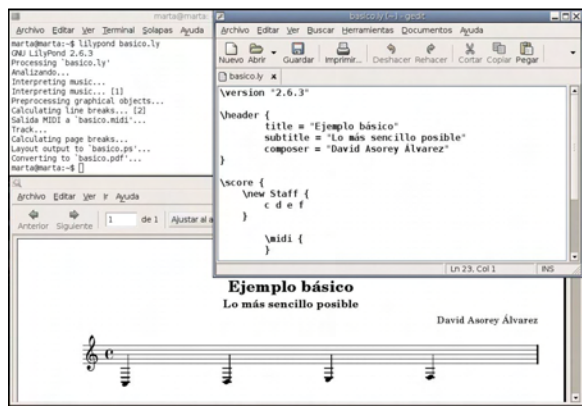 marta@marta:
Archivo Editar Ver Terminal Solapas Ayuda
marta@marta:~$ lilypond basico.ly
GNU LilyPond 2.6.3
Processing `basico.ly'
Analizando...
Interpreting music...
Interpreting music... [1]
Preprocessing graphical objects...
Calculating line breaks... [2]
Salida MIDI a `basico.midi'...
Track...
Calculating page breaks...
Layout output to `basico.ps'...
Converting to `basico.pdf'...
marta@marta:~$
basico.ly (~) - gedit
Archivo Editar Ver Buscar Herramientas Documentos Ayuda
Nuevo Abrir Guardar Imprimir... Deshacer Rehacer Cortar Copiar Pegar
basico.ly x
\version "2.6.3"
\header {
title = "Ejemplo básico"
subtitle = "Lo más sencillo posible"
composer = "David Asorey Álvarez"
}
\score {
\new Staff {
c d e f
}
\midi {
}
Ln 23, Col 1 INS
Archivo Editar Ver Ir Ayuda
Anterior Siguiente 1 de 1 Ajustar al a
Ejemplo básico
Lo más sencillo posible
David Asorey Álvarez